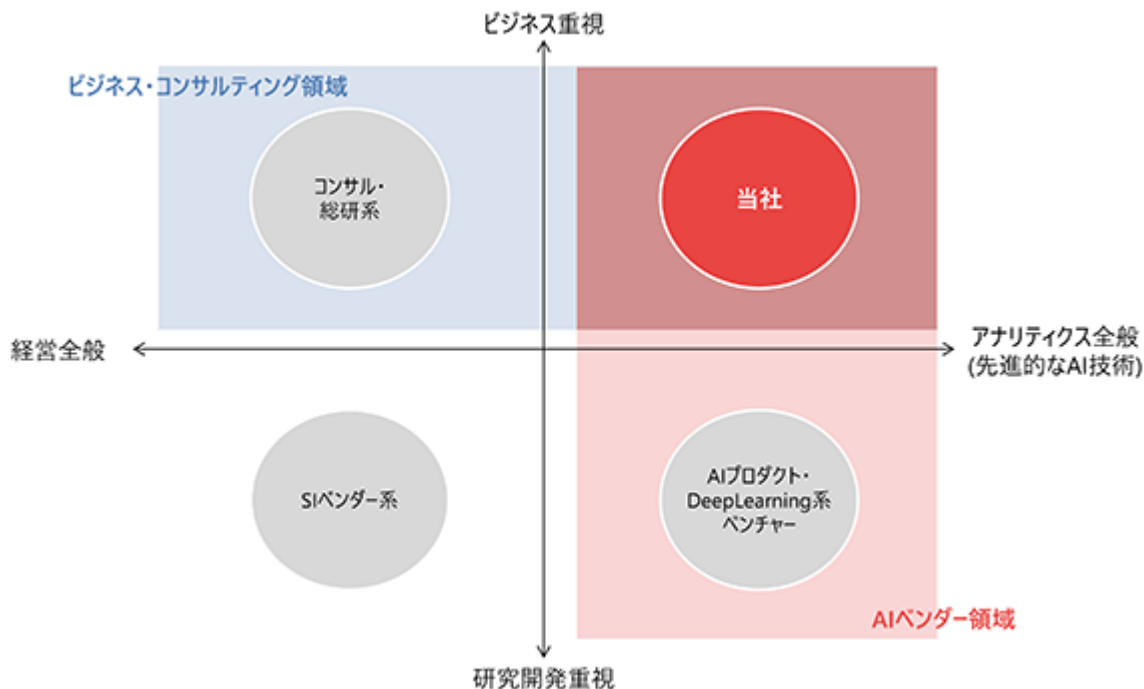 ビジネス重視
ビジネス・コンサルティング領域
コンサル・
総研系
当社
経営全般
アナリティクス全般
(先進的なAI技術)
SIベンダー系
AIプロダクト・
DeepLearning系
ベンチャー
AIベンダー領域
研究開発重視